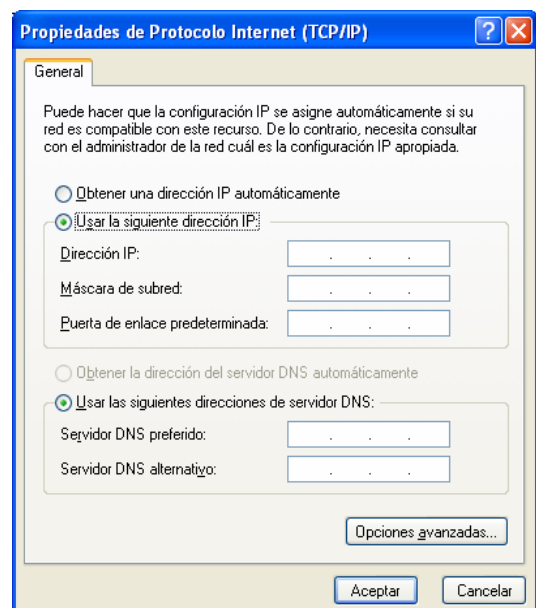 Propiedades de Protocolo Internet (TCP/IP)
General
Puede hacer que la configuración IP se asigne automáticamente si su
red es compatible con este recurso. De lo contrario, necesita consultar
con el administrador de la red cuál es la configuración IP apropiada.
Obtener una dirección IP automáticamente
Usar la siguiente dirección IP:
Dirección IP:
Máscara de subred:
Puerta de enlace predeterminada:
Obtener la dirección del servidor DNS automáticamente
Usar las siguientes direcciones de servidor DNS:
Servidor DNS preferido:
Servidor DNS alternativo:
Opciones avanzadas...
Aceptar Cancelar